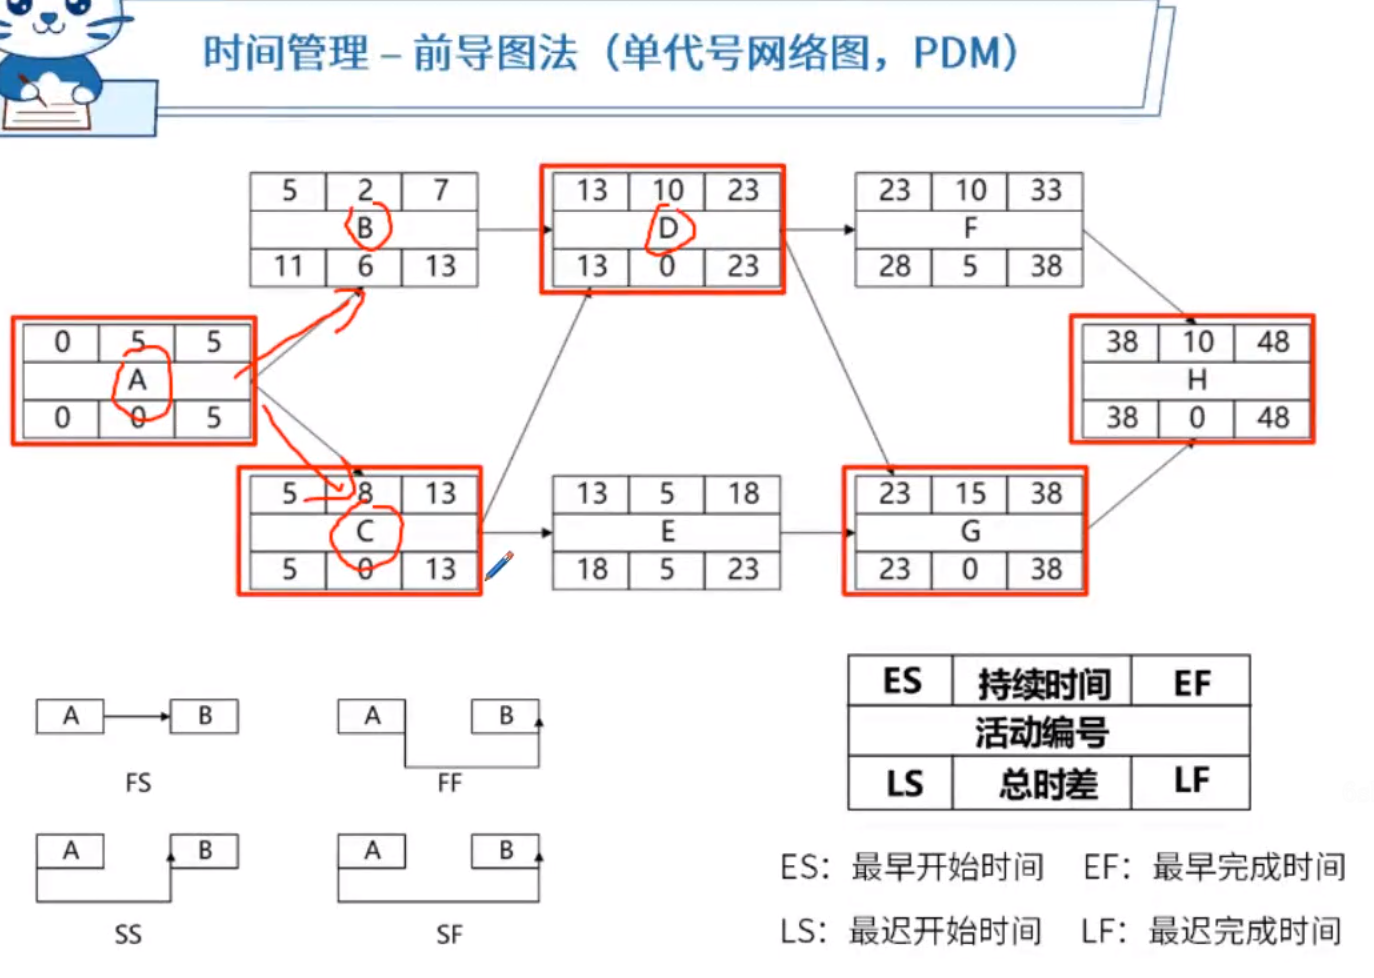 时间管理 – 前导图法（单代号网络图，PDM）
5 2 7
B
11 6 13
13 10 23
D
13 0 23
23 10 33
F
28 5 38
0 5 5
A
0 0 5
38 10 48
H
38 0 48
5 8 13
C
5 0 13
13 5 18
E
18 5 23
23 15 38
G
23 0 38
A B
FS
A B
FF
A B
SS
A B
SF
ES 持续时间 EF
活动编号
LS 总时差 LF
ES：最早开始时间 EF：最早完成时间
LS：最迟开始时间 LF：最迟完成时间